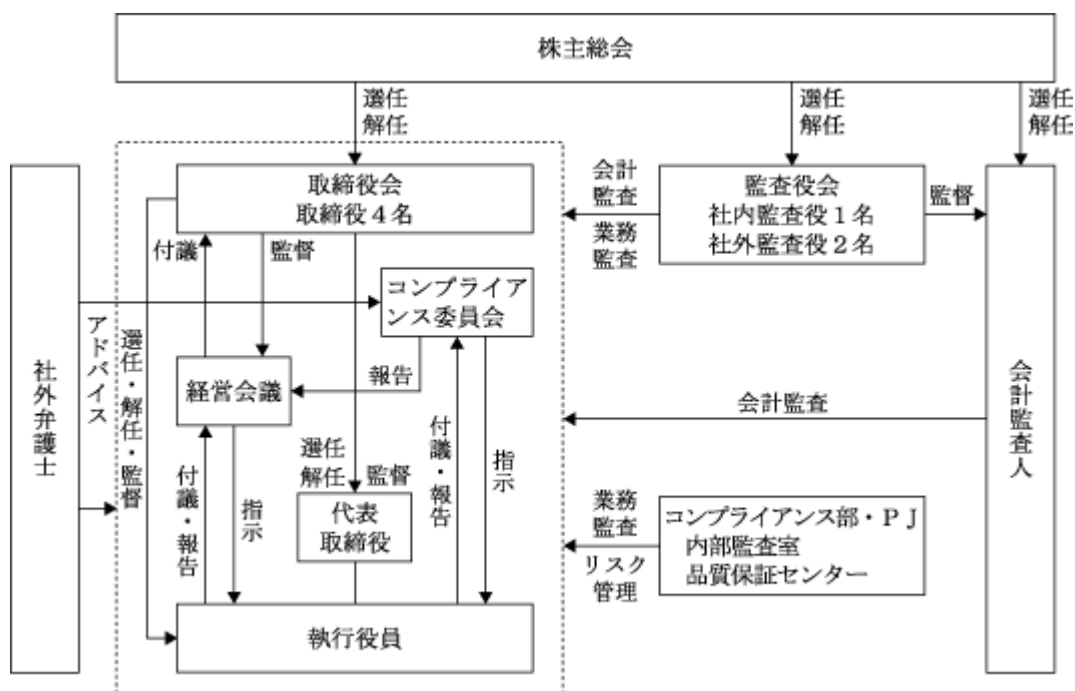 株主総会
選任
解任
選任
解任
選任
解任
取締役会
取締役4名
会計
監査
業務
監査
監査役会
社内監査役1名
社外監査役2名
監督
付議
監督
コンプライア
ンス委員会
アドバイス
選任・解任・監督
社外弁護士
経営会議
報告
会計監査
会計監査人
付議・報告
指示
選任
解任
監督
付議・報告
指示
代表
取締役
業務
監査
リスク
管理
コンプライアンス部・PJ
内部監査室
品質保証センター
執行役員